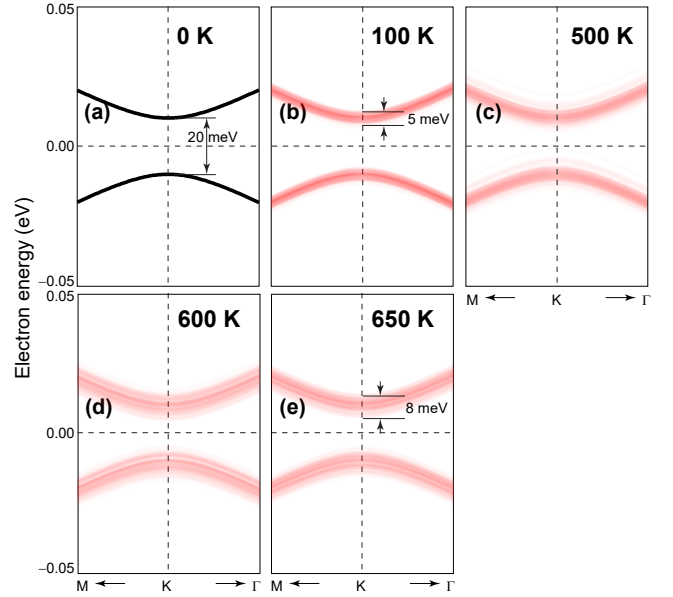 0.05
0 K
100 K
500 K
(a)
(b)
(c)
20 meV
5 meV
0.00
Electron energy (eV)
−0.05
M
K
Γ
0.05
600 K
650 K
(d)
(e)
8 meV
0.00
−0.05
M
K
Γ
M
K
Γ